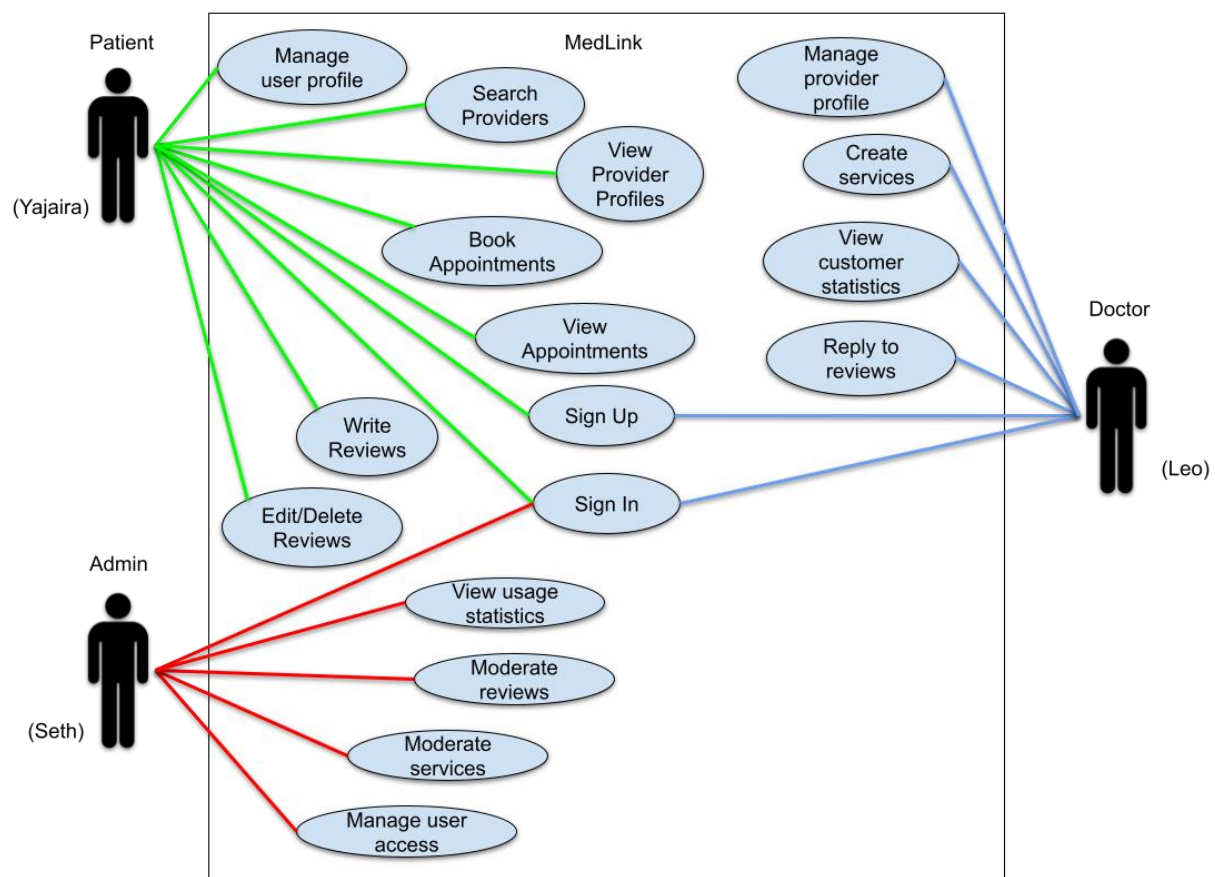 Patient
MedLink
Manage
user profile
Manage
provider
profile
Search
Providers
View
Provider
Profiles
Create
services
(Yajaira)
Book
Appointments
View
customer
statistics
View
Appointments
Doctor
Reply to
reviews
Sign Up
Write
Reviews
(Leo)
Sign In
Edit/Delete
Reviews
Admin
View usage
statistics
Moderate
reviews
(Seth)
Moderate
services
Manage user
access